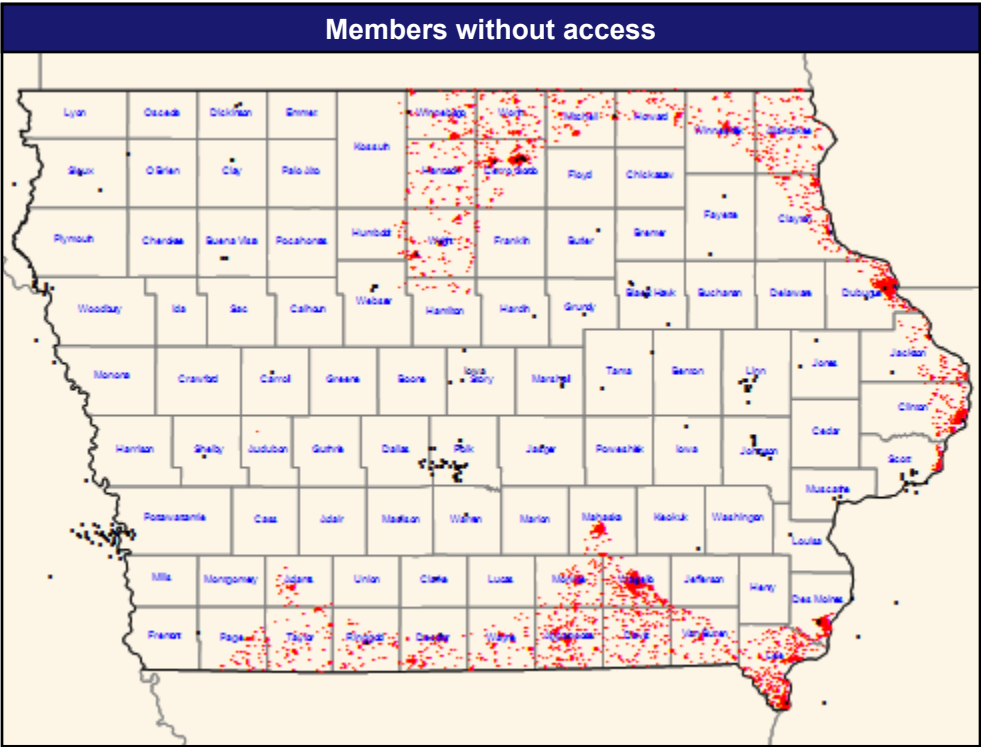 Members without access
Lyon Osceola Dickinson Emmet Winnebago Worth Mitchell Howard Winneshiek
Kossuth
Sioux O'Brien Clay Palo Alto Hancock Cerro Gordo Floyd Chickasaw
Fayette Clayton
Plymouth Cherokee Buena Vista Pocahontas Humboldt Wright Franklin Butler Bremer
Woodbury Ida Sac Calhoun Webster Hamilton Hardin Grundy Black Hawk Buchanan Delaware Dubuque
Monona Crawford Carroll Greene Boone Story Marshall Tama Benton Linn Jones Jackson
Iowa
Clinton
Harrison Shelby Audubon Guthrie Dallas Polk Jasper Poweshiek Iowa Johnson Cedar Scott
Muscatine
Pottawattamie Cass Adair Madison Warren Marion Mahaska Keokuk Washington
Louisa
Mills Montgomery Adams Union Clarke Lucas Monroe Wapello Jefferson Henry Des Moines
Fremont Page Taylor Ringgold Decatur Wayne Davis Van Buren Lee